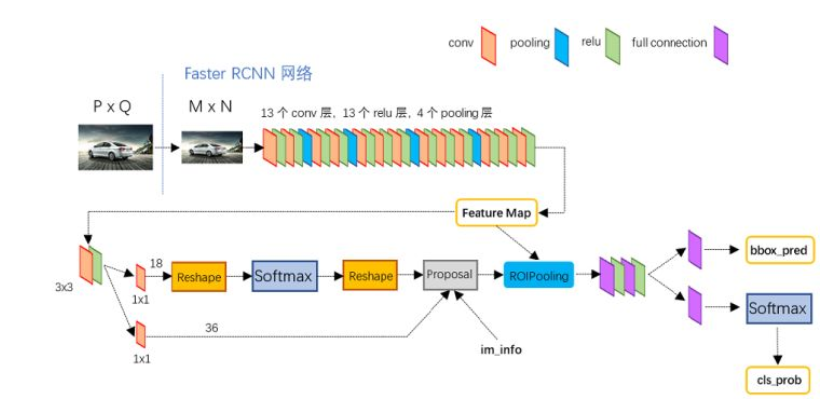 conv pooling relu full connection
Faster RCNN 网络
P x Q
M x N
13 个 conv 层, 13 个 relu 层, 4 个 pooling 层
Feature Map
3x3
18
1x1
Reshape
Softmax
Reshape
Proposal
ROIPooling
bbox_pred
Softmax
cls_prob
36
1x1
im_info